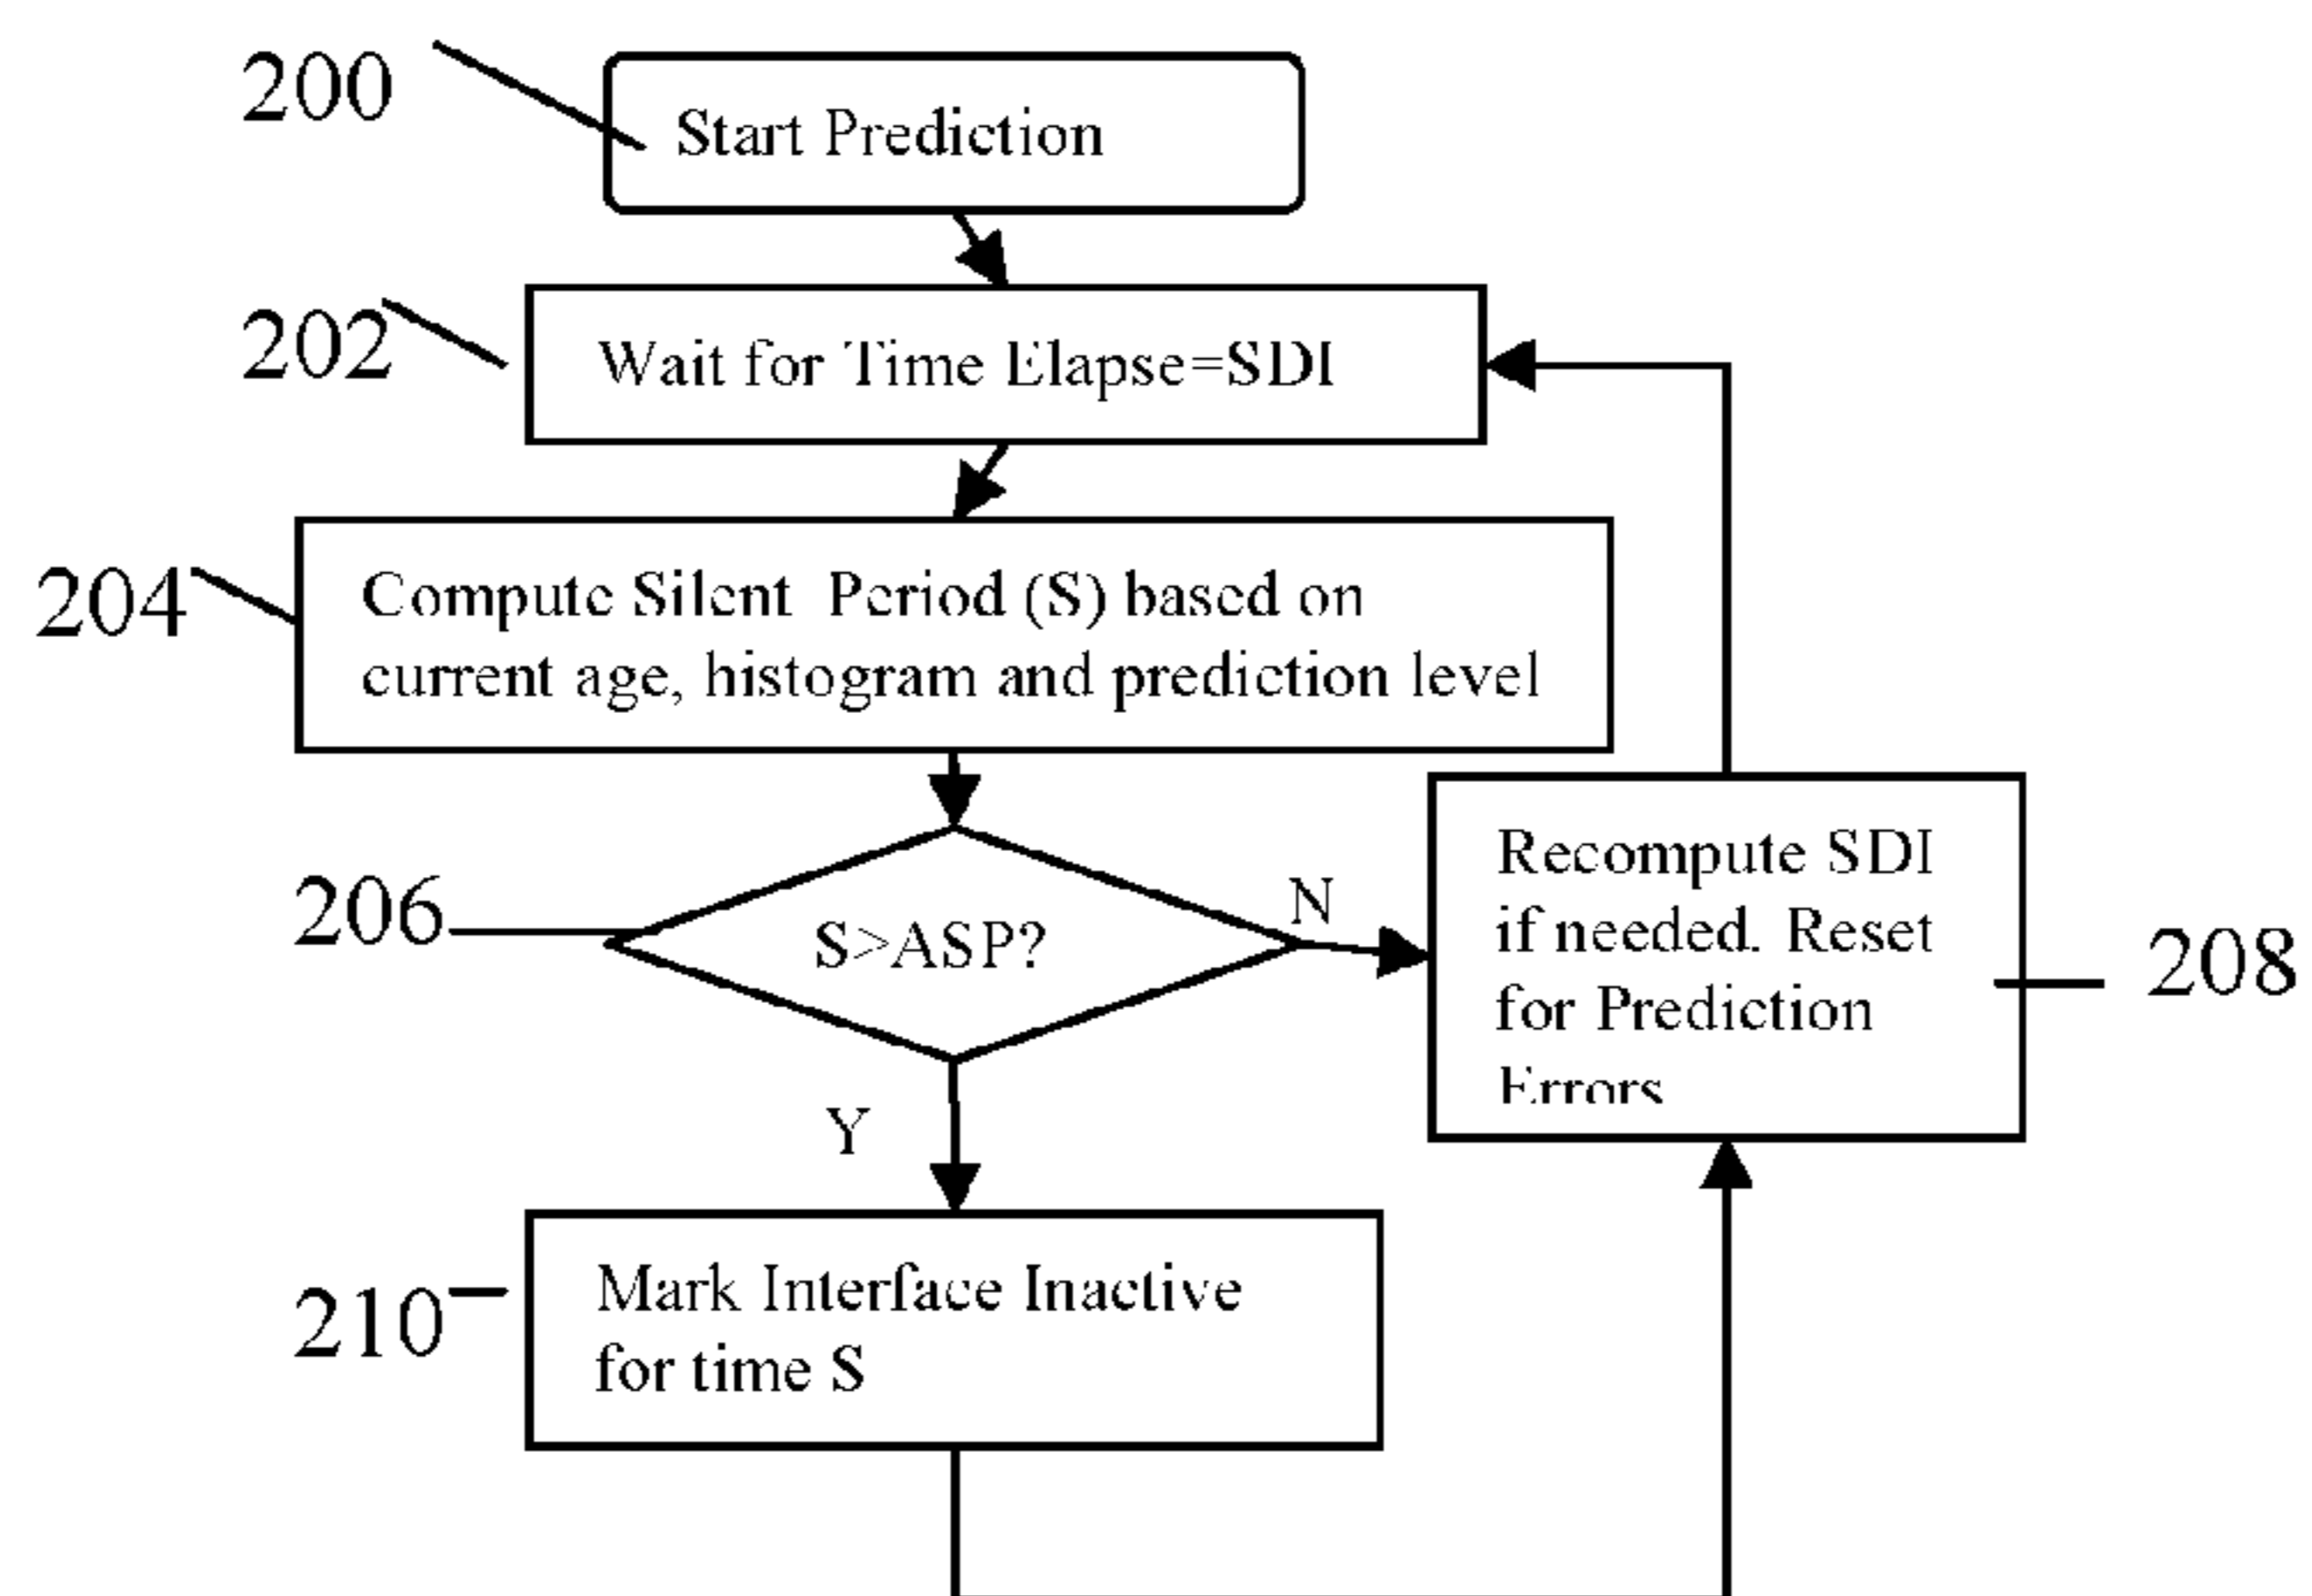 200
Start Prediction
202
Wait for Time Elapse=SDI
204
Compute Silent Period (S) based on
current age, histogram and prediction level
206
S>ASP?
N
Recompute SDI
if needed. Reset
for Prediction
Errors
208
Y
210
Mark Interface Inactive
for time S